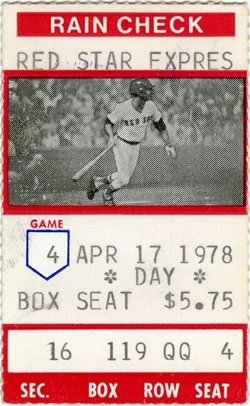 RAIN CHECK
RED STAR EXPRES
RED SOX
GAME
4 APR 17 1978
* DAY *
BOX SEAT $5.75
16 119 QQ 4
SEC. BOX ROW SEAT